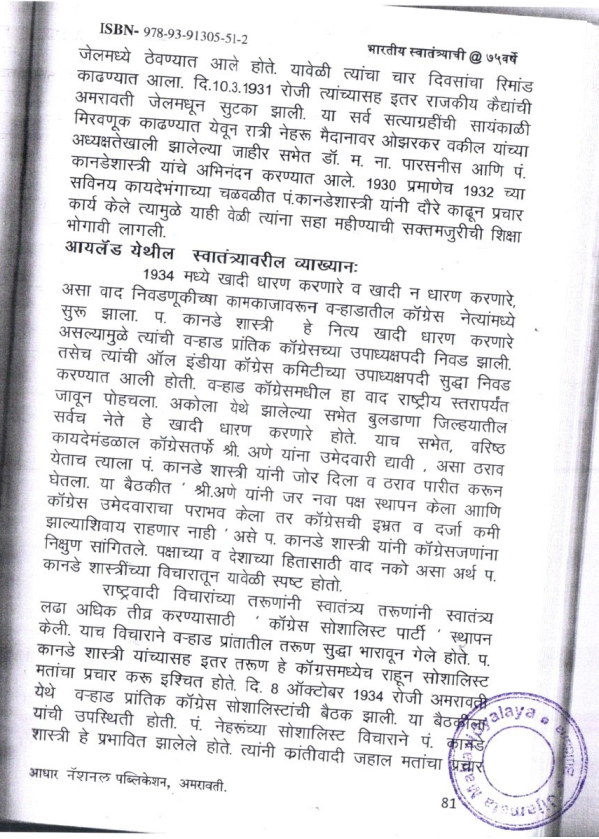 ISBN- 978-93-91305-51-2
भारतीय स्वातंत्र्याची @ ७५वर्षे
जेलमध्ये ठेवण्यात आले होते. यावेळी त्यांचा चार दिवसांचा रिमांड
काढण्यात आला. दि.10.3.1931 रोजी त्यांच्यासह इतर राजकीय कैद्यांची
अमरावती जेलमधून सुटका झाली. या सर्व सत्याग्रहींची सायंकाळी
मिरवणूक काढण्यात येवून रात्री नेहरू मैदानावर ओझरकर वकील यांच्या
अध्यक्षतेखाली झालेल्या जाहीर सभेत डॉ. म. ना. पारसनीस आणि पं.
कानडेशास्त्री यांचे अभिनंदन करण्यात आले. 1930 प्रमाणेच 1932 च्या
सविनय कायदेभंगाच्या चळवळीत पं.कानडेशास्त्री यांनी दौरे काढून प्रचार
कार्य केले त्यामुळे याही वेळी त्यांना सहा महीण्याची सक्तमजुरीची शिक्षा
भोगावी लागली.
आयलॅड येथील स्वातंत्र्यावरील व्याख्यानः
1934 मध्ये खादी धारण करणारे व खादी न धारण करणारे,
असा वाद निवडणूकीच्षा कामकाजावरून वऱ्हाडातील कॉग्रेस नेत्यांमध्ये
सुरू झाला. प. कानडे शास्त्री हे नित्य खादी धारण करणारे
असल्यामुळे त्यांची वऱ्हाड प्रांतिक कॉग्रेसच्या उपाध्यक्षपदी निवड झाली.
तसेच त्यांची ऑल इंडीया कॉग्रेस कमिटीच्या उपाध्यक्षपदी सुद्धा निवड
करण्यात आली होती. वऱ्हाड कॉग्रेसमधील हा वाद राष्ट्रीय स्तरापर्यंत
जावून पोहचला. अकोला येथे झालेल्या सभेत बुलडाणा जिल्हयातील
सर्वच नेते हे खादी धारण करणारे होते. याच सभेत, वरिष्ठ
कायदेमंडळाल कॉग्रेसतर्फे श्री. अणे यांना उमेदवारी द्यावी , असा ठराव
येताच त्याला पं. कानडे शास्त्री यांनी जोर दिला व ठराव पारीत करून
घेतला. या बैठकीत ' श्री.अणे यांनी जर नवा पक्ष स्थापन केला आाणि
कॉग्रेस उमेदवाराचा पराभव केला तर कॉग्रेसची इभ्रत व दर्जा कमी
झाल्याशिवाय राहणार नाही ' असे प. कानडे शास्त्री यांनी कॉग्रेसजणांना
निक्षुण सांगितले. पक्षाच्या व देशाच्या हितासाठी वाद नको असा अर्थ प.
कानडे शास्त्रींच्या विचारातून यावेळी स्पष्ट होतो.
राष्ट्रवादी विचारांच्या तरूणांनी स्वातंत्र्य तरूणांनी स्वातंत्र्य
लढा अधिक तीव्र करण्यासाठी ' कॉग्रेस सोशालिस्ट पार्टी ' स्थापन
केली. याच विचाराने वऱ्हाड प्रांतातील तरूण सुद्धा भारावून गेले होते. प.
कानडे शास्त्री यांच्यासह इतर तरूण हे कॉग्रसमध्येच राहून सोशालिस्ट
मतांचा प्रचार करू इश्चित होते. दि. 8 ऑक्टोबर 1934 रोजी अमरावती
येथे वऱ्हाड प्रांतिक कॉग्रेस सोशालिस्टांची बैठक झाली. या बैठकीला
यांची उपस्थिती होती. पं. नेहरूंच्या सोशालिस्ट विचाराने पं. कानडे
शास्त्री हे प्रभावित झालेले होते. त्यांनी कांतीवादी जहाल मतांचा प्रचार
आधार नॅशनल पब्लिकेशन, अमरावती.
81